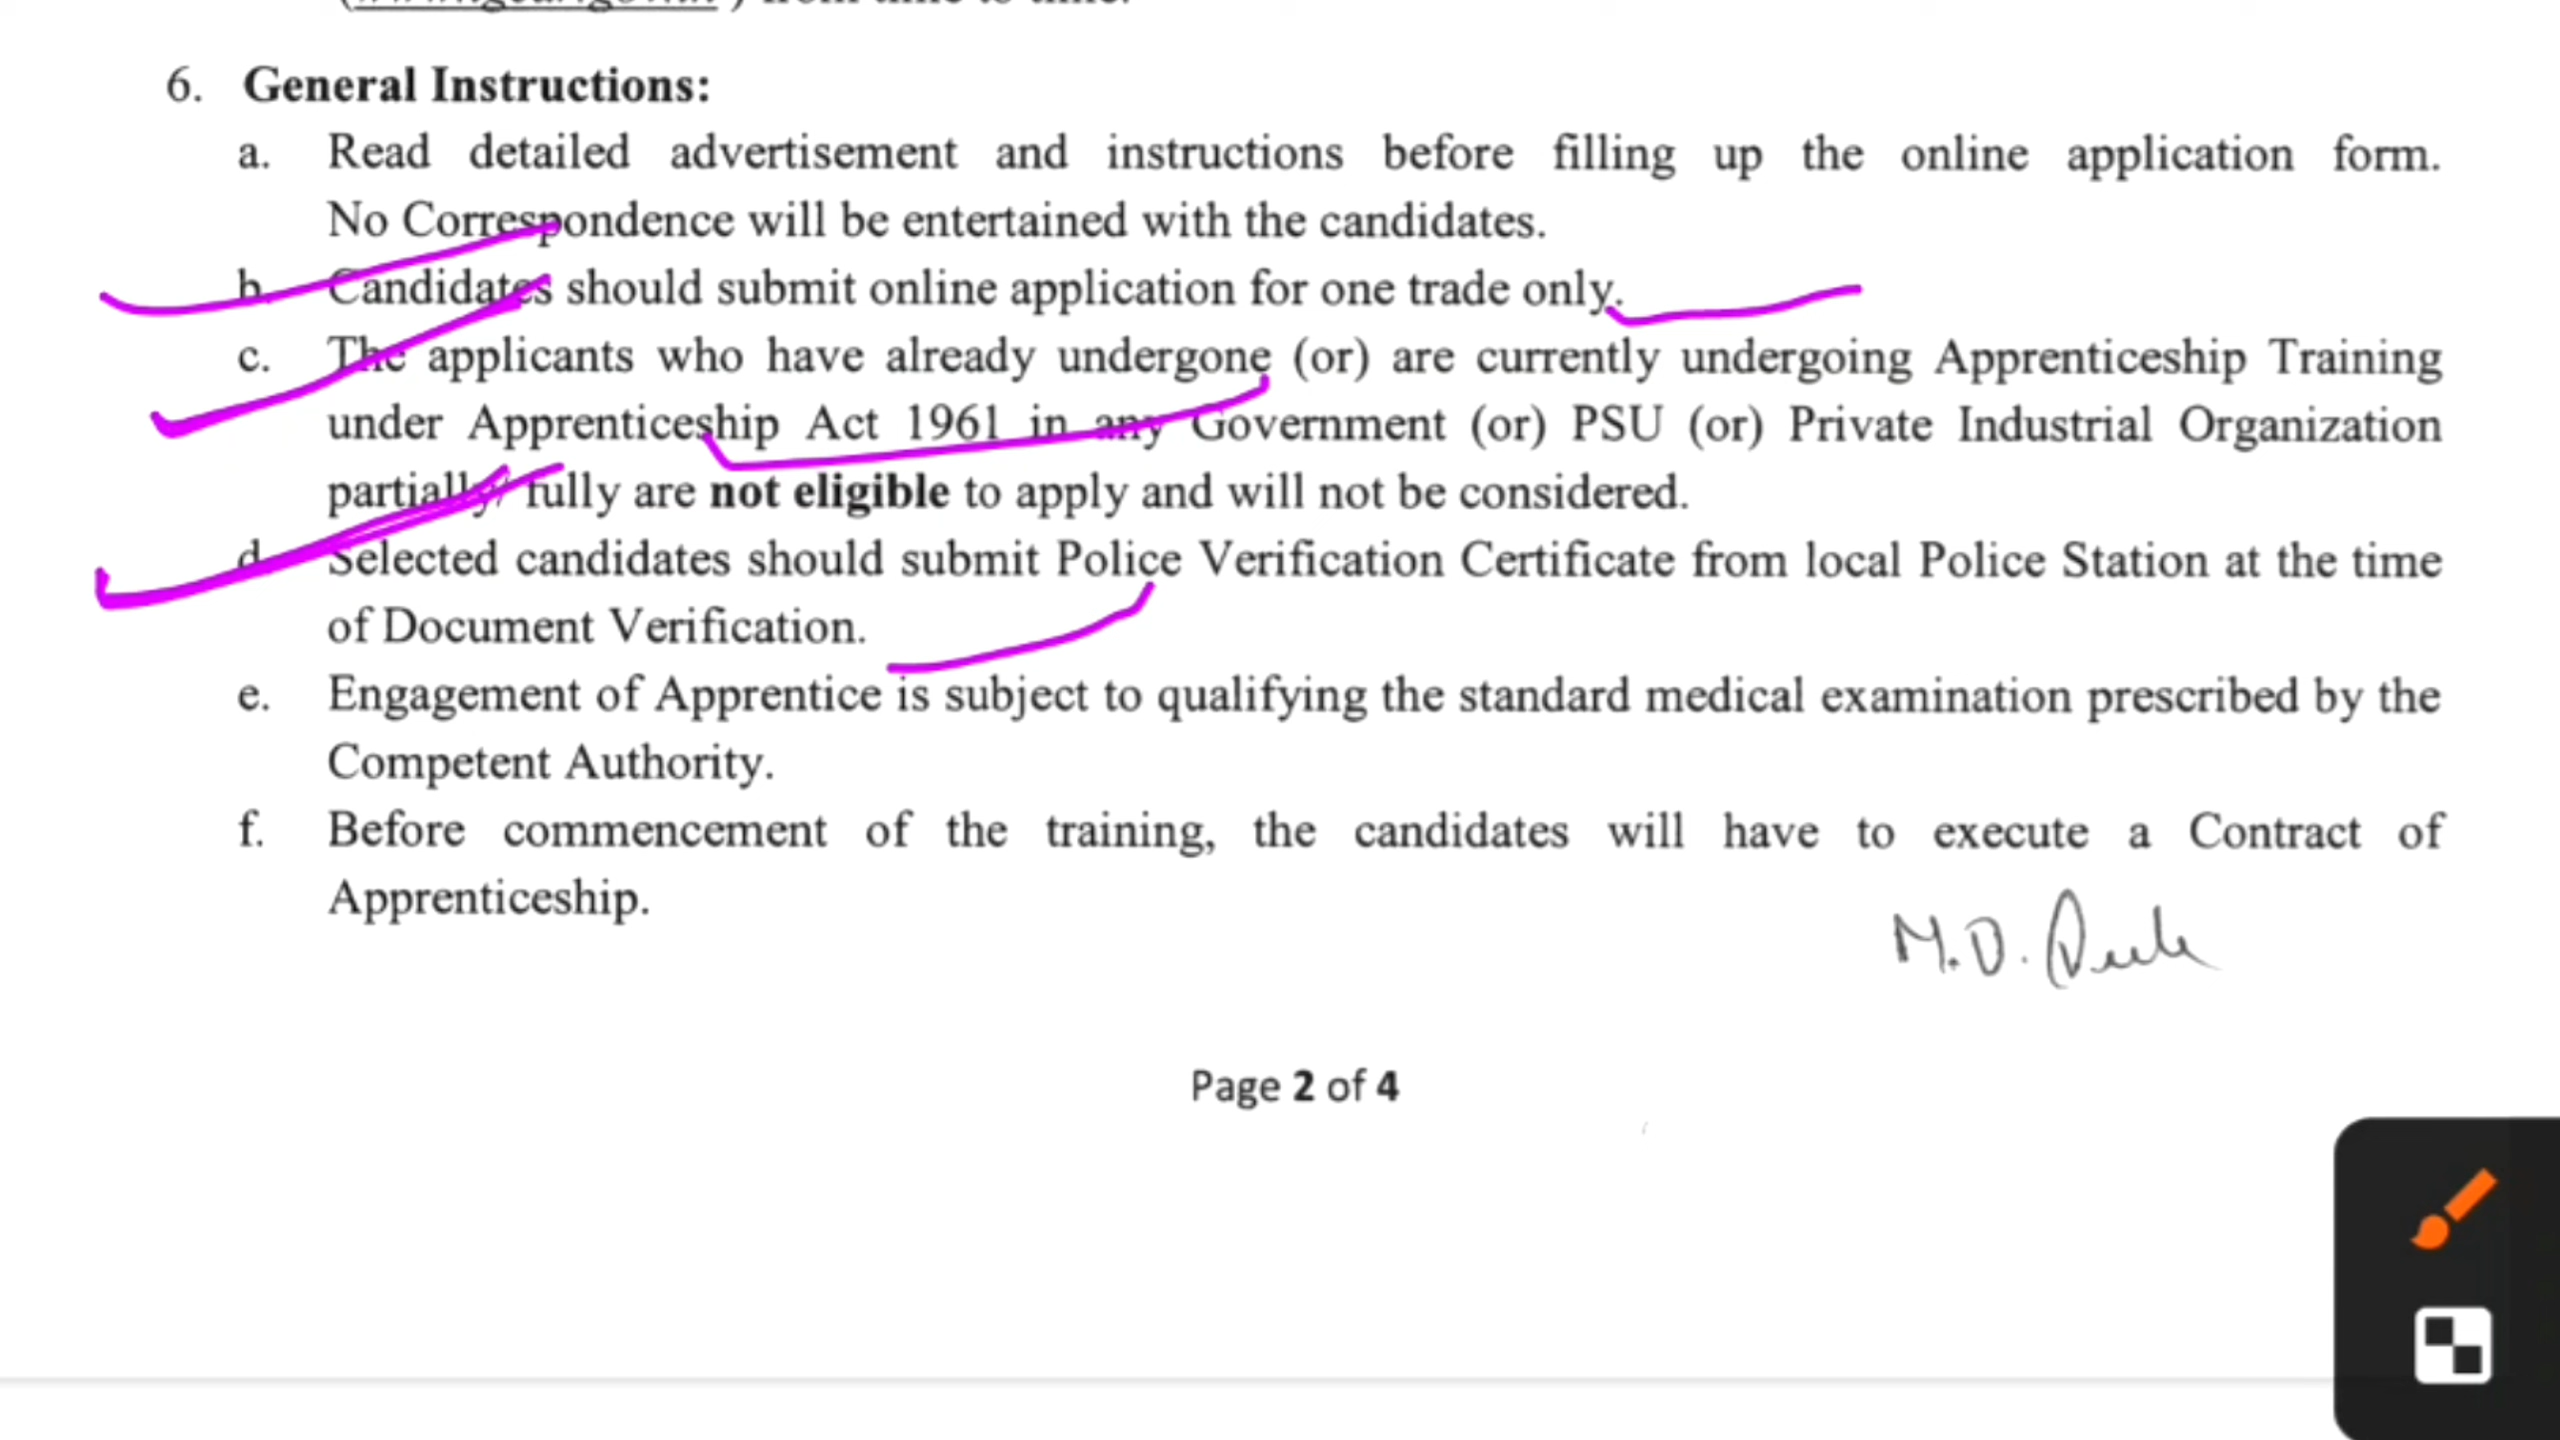 from time to time.
6. General Instructions:
a. Read detailed advertisement and instructions before filling up the online application form.
No Correspondence will be entertained with the candidates.
b. Candidates should submit online application for one trade only.
c. The applicants who have already undergone (or) are currently undergoing Apprenticeship Training
under Apprenticeship Act 1961 in any Government (or) PSU (or) Private Industrial Organization
partially/ fully are not eligible to apply and will not be considered.
d. Selected candidates should submit Police Verification Certificate from local Police Station at the time
of Document Verification.
e. Engagement of Apprentice is subject to qualifying the standard medical examination prescribed by the
Competent Authority.
f. Before commencement of the training, the candidates will have to execute a Contract of
Apprenticeship.
M.D.
Page 2 of 4